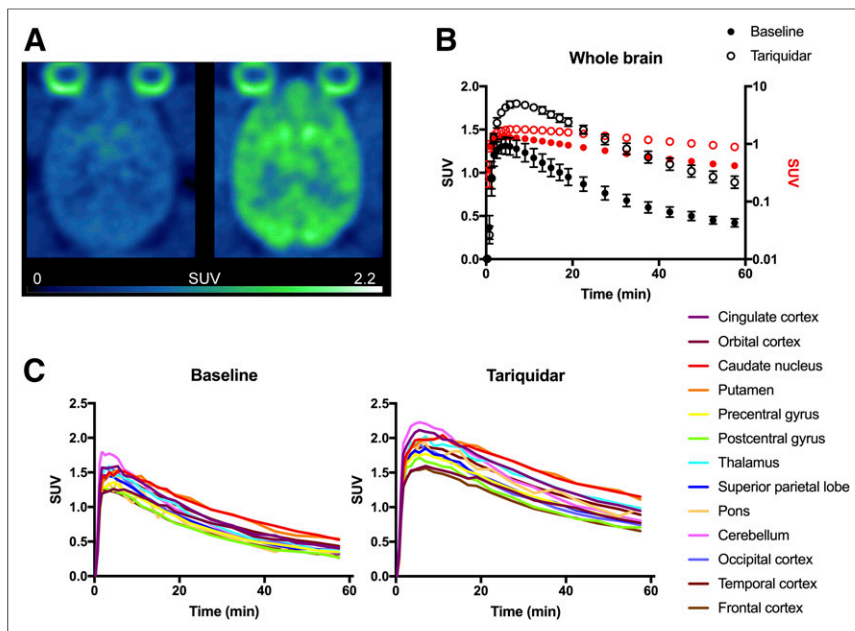 A
0
SUV
2.2
B
Whole brain
Baseline
Tariquidar
2.0
1.5
1.0
0.5
0.0
SUV
10
1
0.1
0.01
SUV
0
20
40
60
Time (min)
C
Baseline
2.5
2.0
1.5
1.0
0.5
0.0
SUV
0
20
40
60
Time (min)
Tariquidar
2.5
2.0
1.5
1.0
0.5
0.0
SUV
0
20
40
60
Time (min)
Cingulate cortex
Orbital cortex
Caudate nucleus
Putamen
Precentral gyrus
Postcentral gyrus
Thalamus
Superior parietal lobe
Pons
Cerebellum
Occipital cortex
Temporal cortex
Frontal cortex